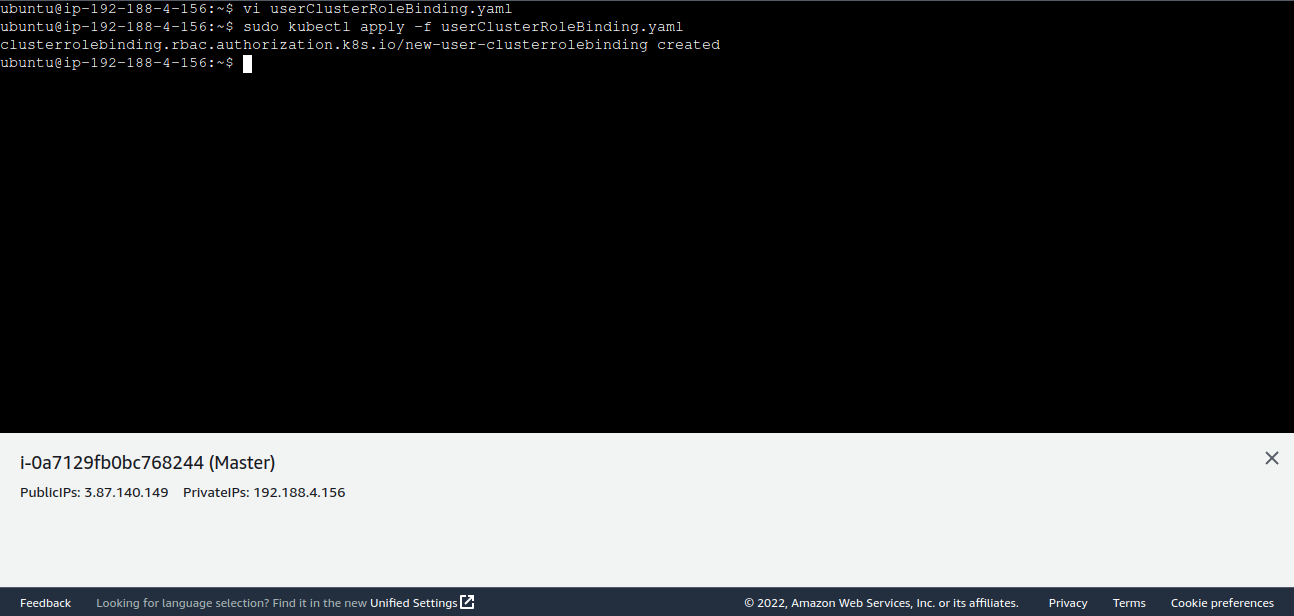 ubuntu@ip-192-188-4-156:~$ vi userClusterRoleBinding.yaml
ubuntu@ip-192-188-4-156:~$ sudo kubectl apply -f userClusterRoleBinding.yaml
clusterrolebinding.rbac.authorization.k8s.io/new-user-clusterrolebinding created
ubuntu@ip-192-188-4-156:~$
i-0a7129fb0bc768244 (Master)
PublicIPs: 3.87.140.149 PrivateIPs: 192.188.4.156
Feedback Looking for language selection? Find it in the new Unified Settings © 2022, Amazon Web Services, Inc. or its affiliates. Privacy Terms Cookie preferences